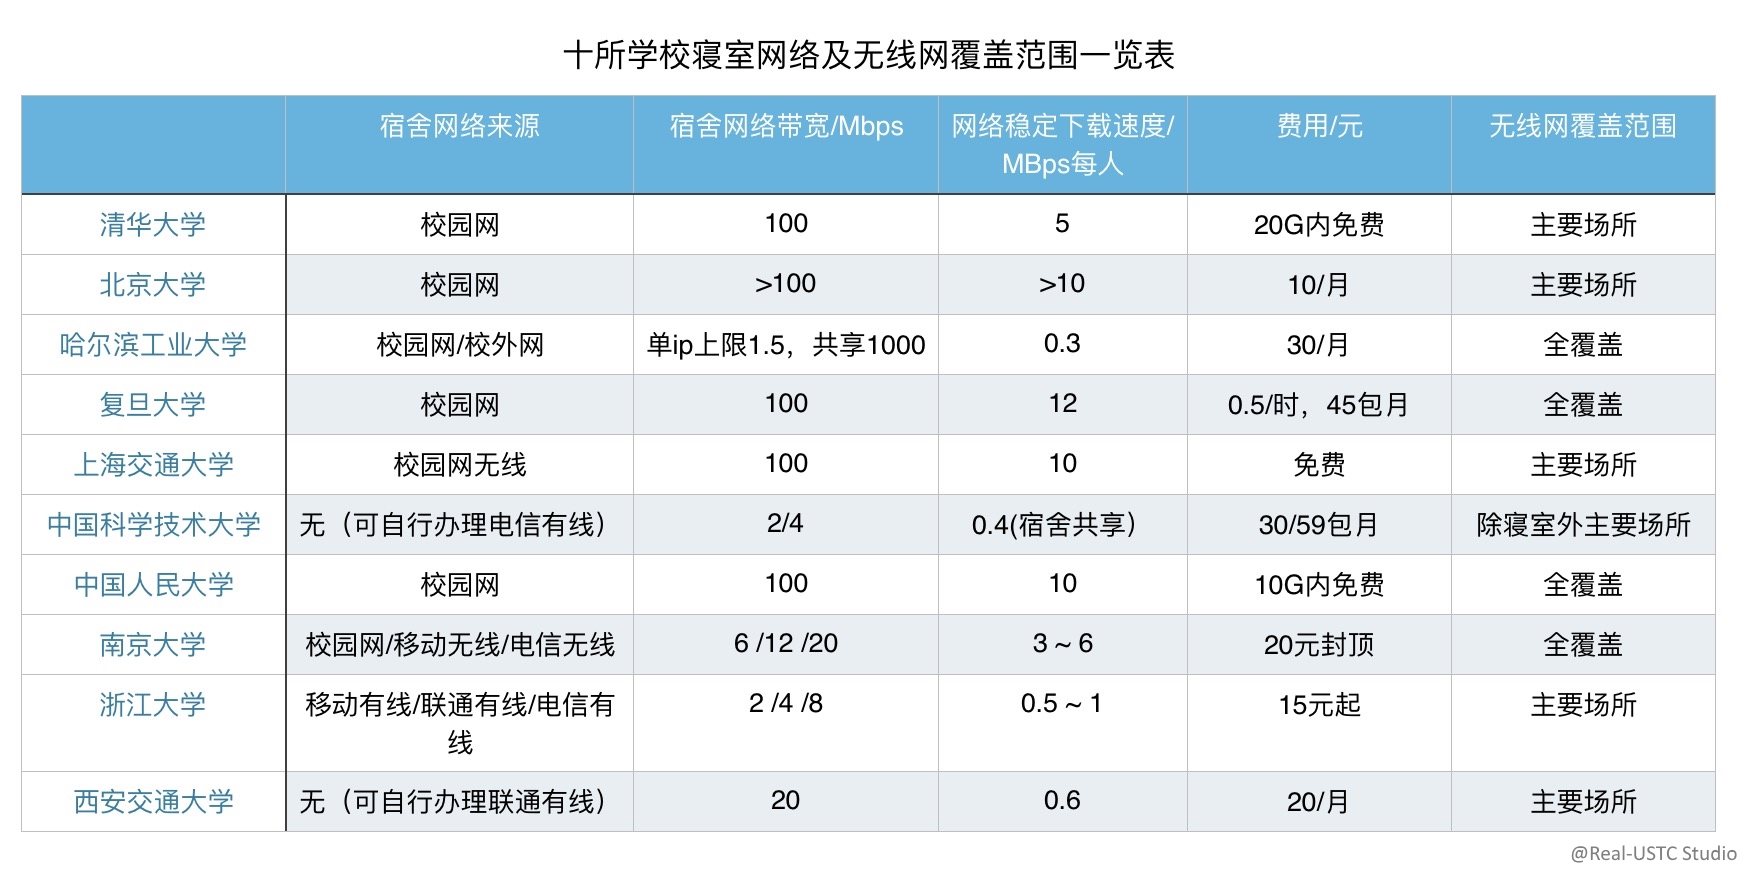 十所学校寝室网络及无线网覆盖范围一览表
宿舍网络来源 宿舍网络带宽/Mbps 网络稳定下载速度/ 费用/元 无线网覆盖范围
MBps每人
清华大学 校园网 100 5 20G内免费 主要场所
北京大学 校园网 >100 >10 10/月 主要场所
哈尔滨工业大学 校园网/校外网 单ip上限1.5，共享1000 0.3 30/月 全覆盖
复旦大学 校园网 100 12 0.5/时，45包月 全覆盖
上海交通大学 校园网无线 100 10 免费 主要场所
中国科学技术大学 无（可自行办理电信有线） 2/4 0.4(宿舍共享） 30/59包月 除寝室外主要场所
中国人民大学 校园网 100 10 10G内免费 全覆盖
南京大学 校园网/移动无线/电信无线 6 /12 /20 3 ~ 6 20元封顶 全覆盖
浙江大学 移动有线/联通有线/电信有 2 /4 /8 0.5 ~ 1 15元起 主要场所
线
西安交通大学 无（可自行办理联通有线） 20 0.6 20/月 主要场所
@Real-USTC Studio